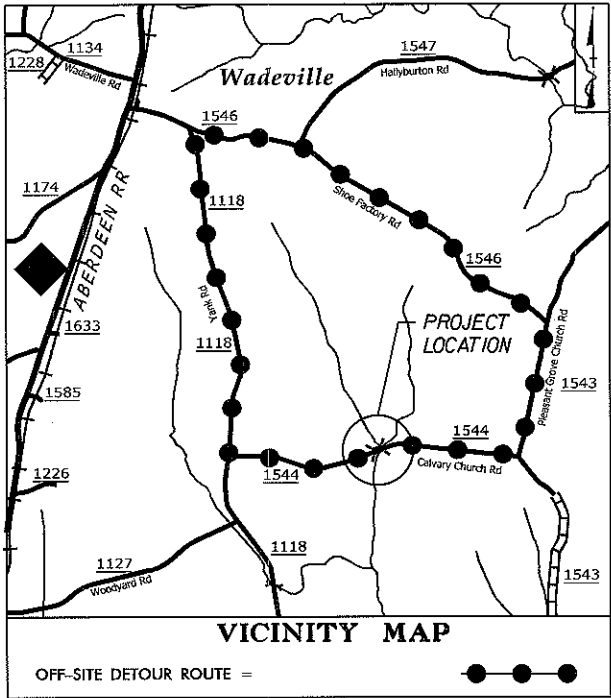 1134
1547
1228
Wadeville Rd
Wadeville
Hallyburton Rd
1546
1174
1118
Shoe Factory Rd
ABERDEEN RR
1546
Yank Rd
PROJECT
LOCATION
Pleasant Grove Church Rd
1633
1118
1543
1585
1544
1226
1544
Calvary Church Rd
1127
1118
1543
Woodyard Rd
VICINITY MAP
OFF-SITE DETOUR ROUTE =